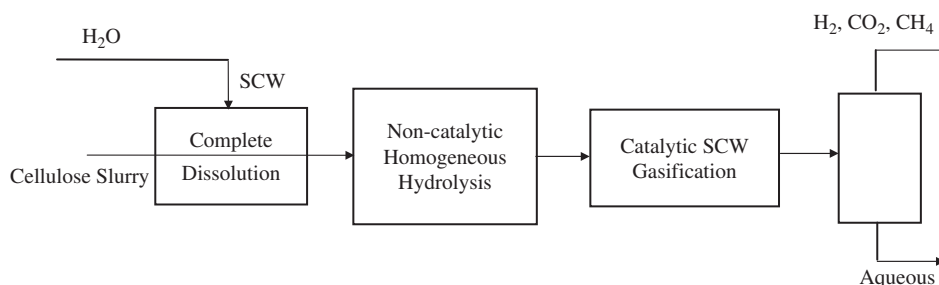 H₂O
SCW
Cellulose Slurry
Complete
Dissolution
Non-catalytic
Homogeneous
Hydrolysis
Catalytic SCW
Gasification
H₂, CO₂, CH₄
Aqueous